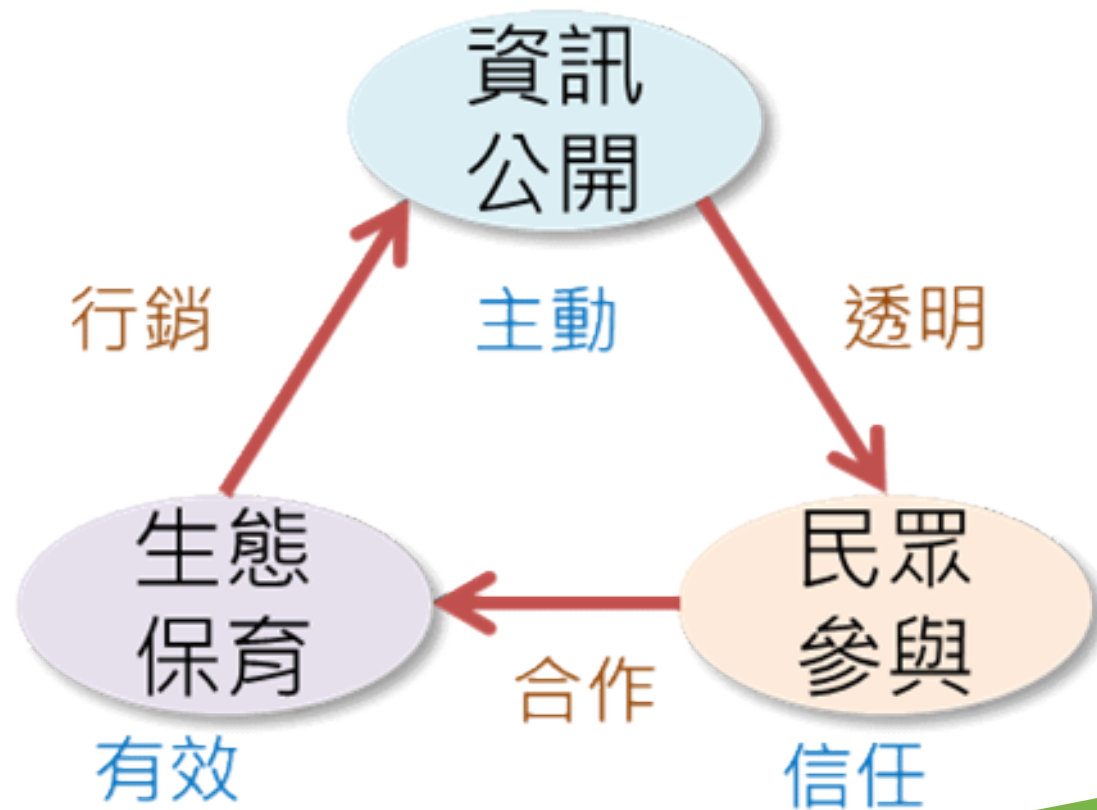 資訊
公開
行銷
主動
透明
生態
保育
民眾
參與
合作
有效
信任